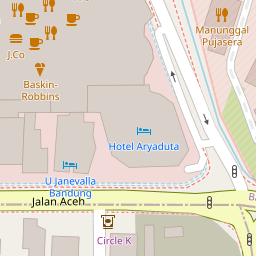 Manunggal
Pujasera
J.Co
Baskin-
Robbins
Hotel Aryaduta
U Janevalla
Bandung
Jalan Aceh
Circle K